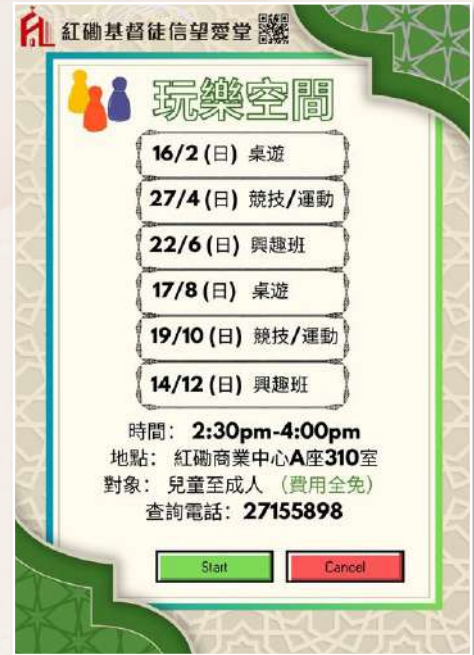 紅磡基督徒信望愛堂
玩樂空間
16/2 (日) 桌遊
27/4 (日) 競技/運動
22/6 (日) 興趣班
17/8 (日) 桌遊
19/10 (日) 競技/運動
14/12 (日) 興趣班
時間: 2:30pm-4:00pm
地點: 紅磡商業中心A座310室
對象: 兒童至成人 (費用全免)
查詢電話: 27155898
Start
Cancel